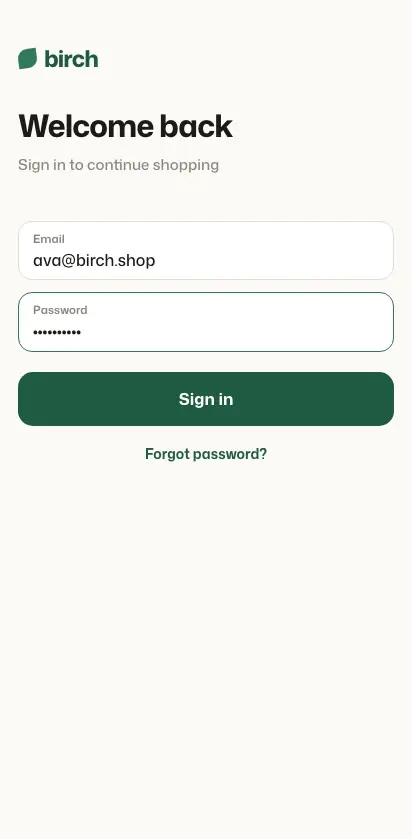 birch
Welcome back
Sign in to continue shopping
Email
ava@birch.shop
Password
••••••••••
Sign in
Forgot password?